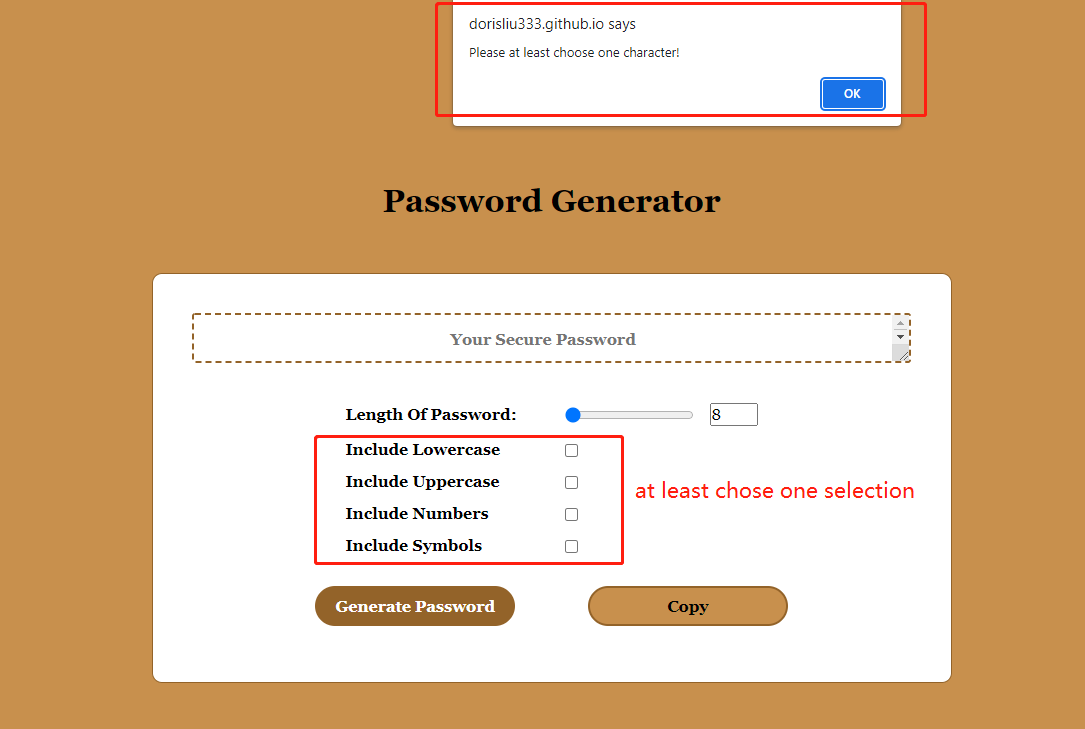 dorisliu333.github.io says
Please at least choose one character!
OK
Password Generator
Your Secure Password
Length Of Password: 8
Include Lowercase
Include Uppercase
at least chose one selection
Include Numbers
Include Symbols
Generate Password Copy